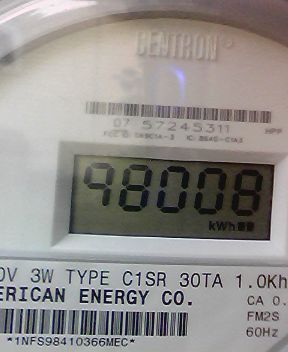 CENTRON®
07 57245311 HPP
98008
kWh
0V 3W TYPE C1SR 30TA 1.0Kh
ERICAN ENERGY CO. CA 0.
FM2S
*1NFS98410366MEC* 60Hz